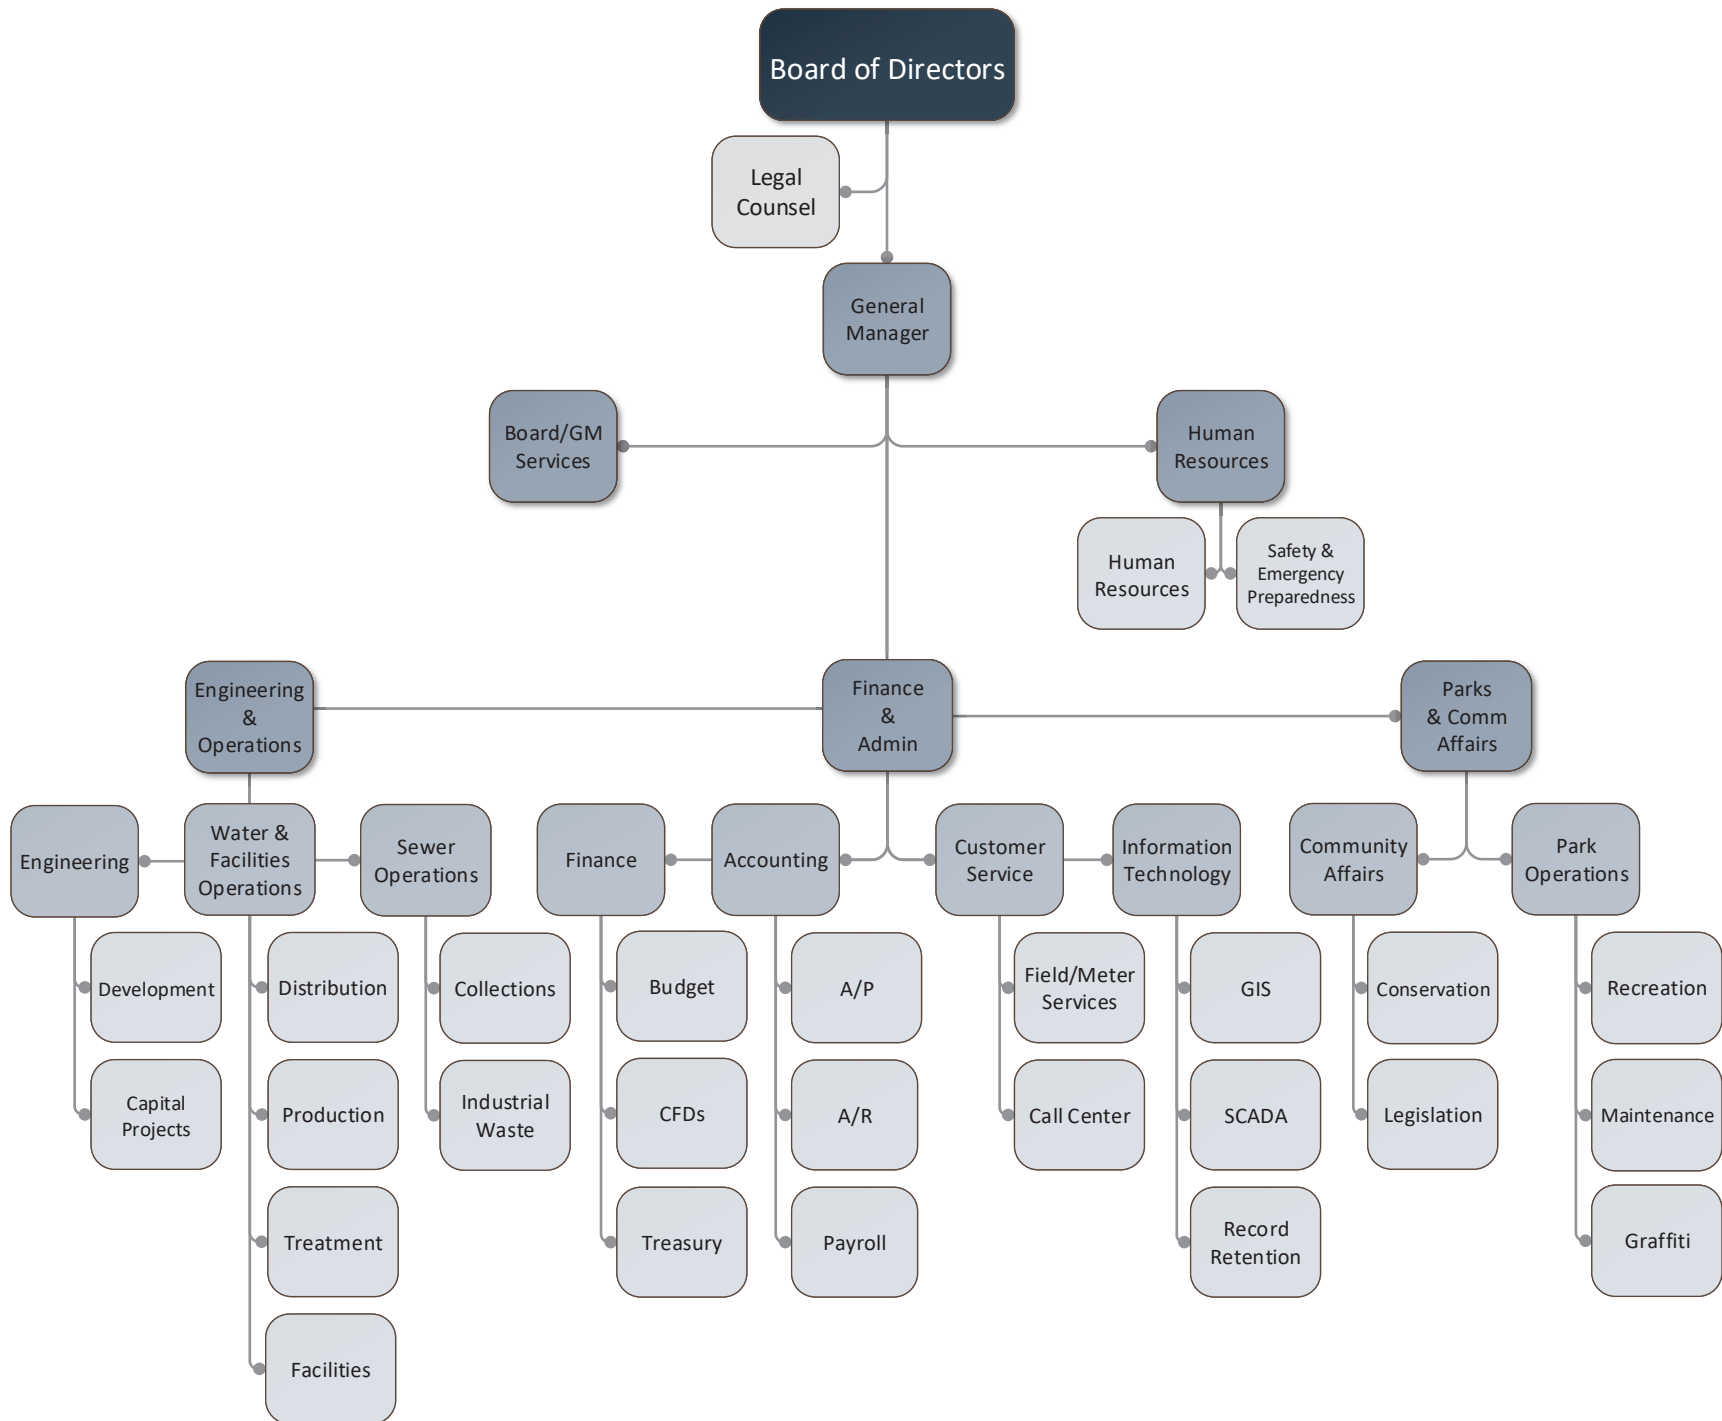 Board of Directors
Legal
Counsel
General
Manager
Board/GM
Services
Human
Resources
Human
Resources
Safety &
Emergency
Preparedness
Engineering
&
Operations
Finance
&
Admin
Parks
& Comm
Affairs
Engineering
Water &
Facilities
Operations
Sewer
Operations
Finance
Accounting
Customer
Service
Information
Technology
Community
Affairs
Park
Operations
Development
Distribution
Collections
Budget
A/P
Field/Meter
Services
GIS
Conservation
Recreation
Capital
Projects
Production
Industrial
Waste
CFDs
A/R
Call Center
SCADA
Legislation
Maintenance
Treatment
Treasury
Payroll
Record
Retention
Graffiti
Facilities